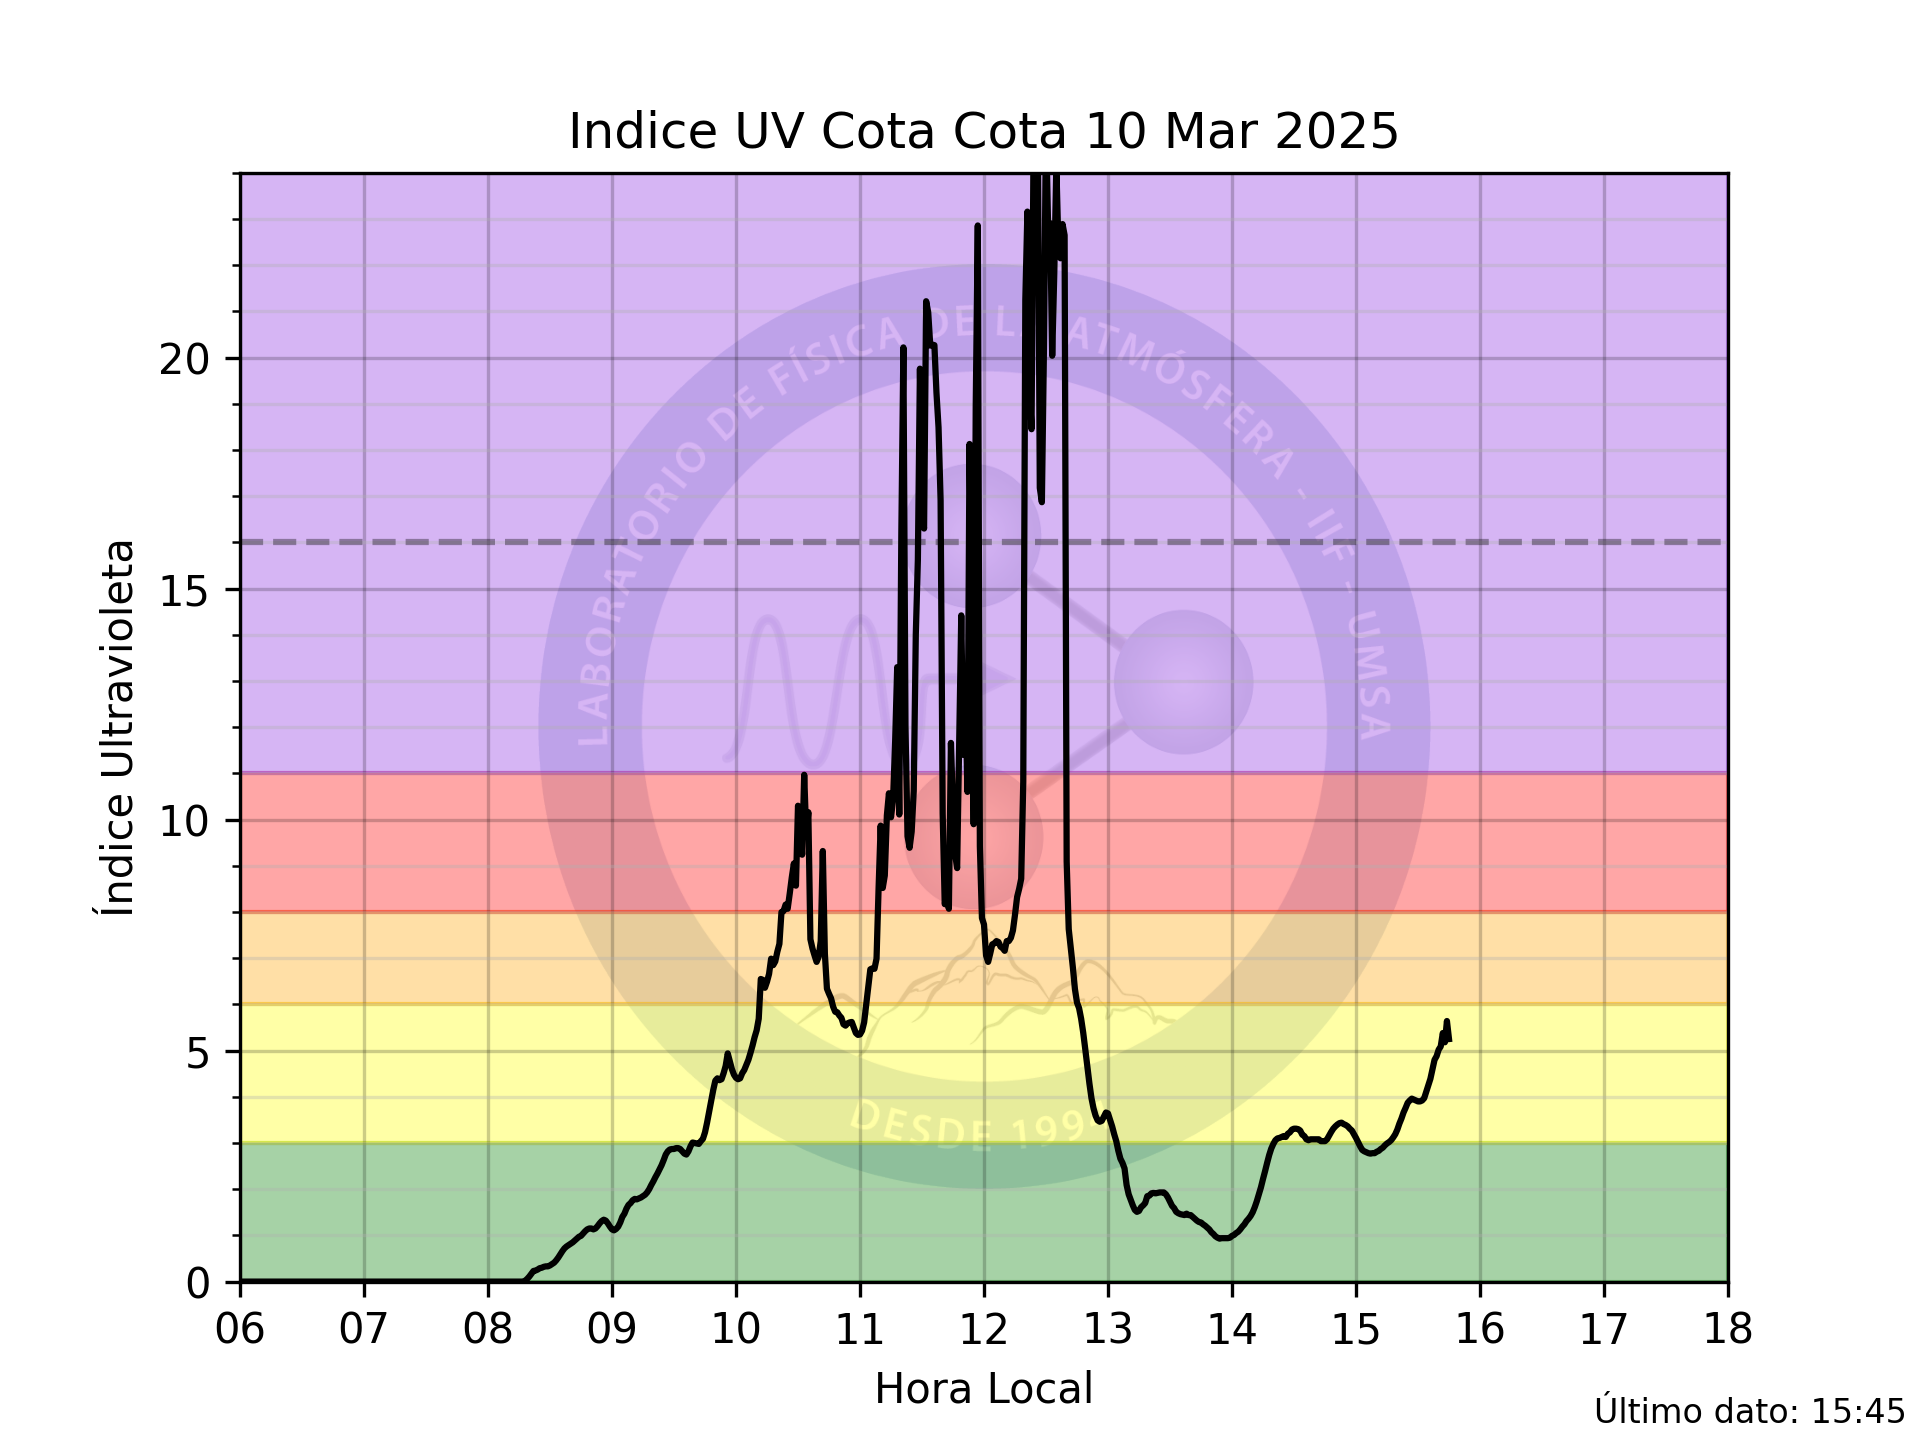 Indice UV Cota Cota 10 Mar 2025
Índice Ultravioleta
20
15
10
5
0
LABORATORIO DE FÍSICA DE LA ATMÓSFERA - IIF - UMSA
DESDE
06 07 08 09 10 11 12 13 14 15 16 17 18
Hora Local
Último dato: 15:45